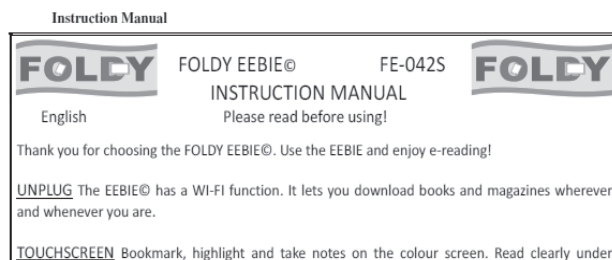 Instruction Manual
FOLDY FOLDY EEBIE© FE-042S FOLDY
INSTRUCTION MANUAL
English Please read before using!
Thank you for choosing the FOLDY EEBIE©. Use the EEBIE and enjoy e-reading!
UNPLUG The EEBIE© has a WI-FI function. It lets you download books and magazines wherever
and whenever you are.
TOUCHSCREEN Bookmark, highlight and take notes on the colour screen. Read clearly under